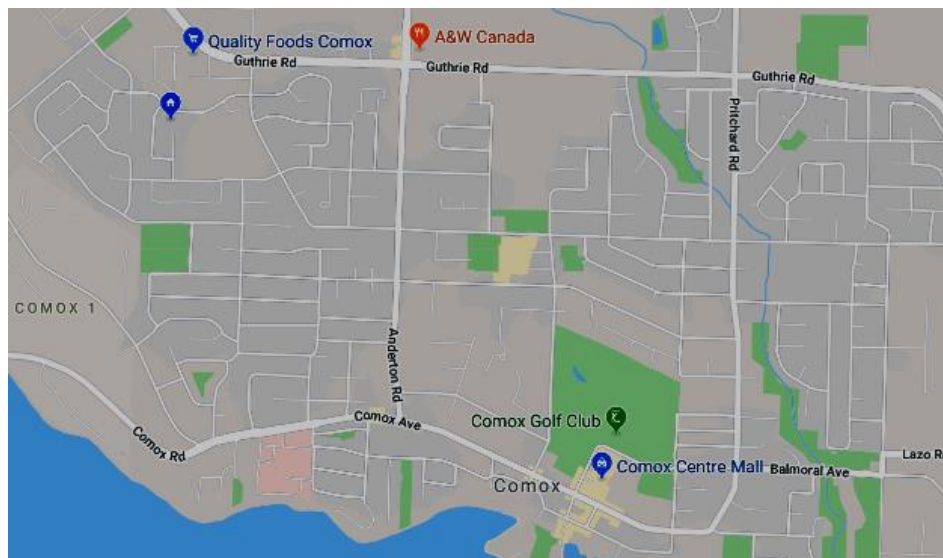 Quality Foods Comox
A&W Canada
Guthrie Rd
Guthrie Rd
Guthrie Rd
Pritchard Rd
COMOX 1
Anderton Rd
Comox Rd
Comox Ave
Comox Golf Club
Comox Centre Mall
Comox
Balmoral Ave
Lazo R